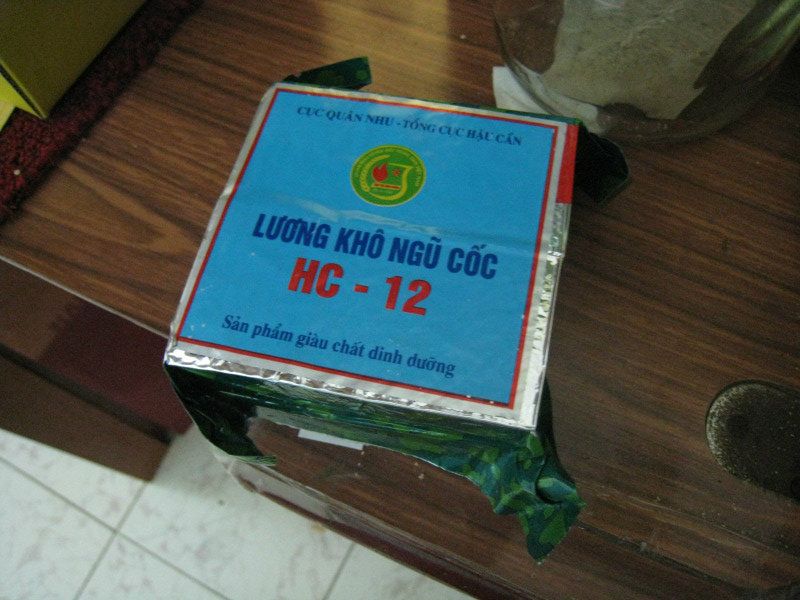 CỤC QUÂN NHU - TỔNG CỤC HẬU CẦN
LƯƠNG KHÔ NGŨ CỐC
HC - 12
Sản phẩm giàu chất dinh dưỡng